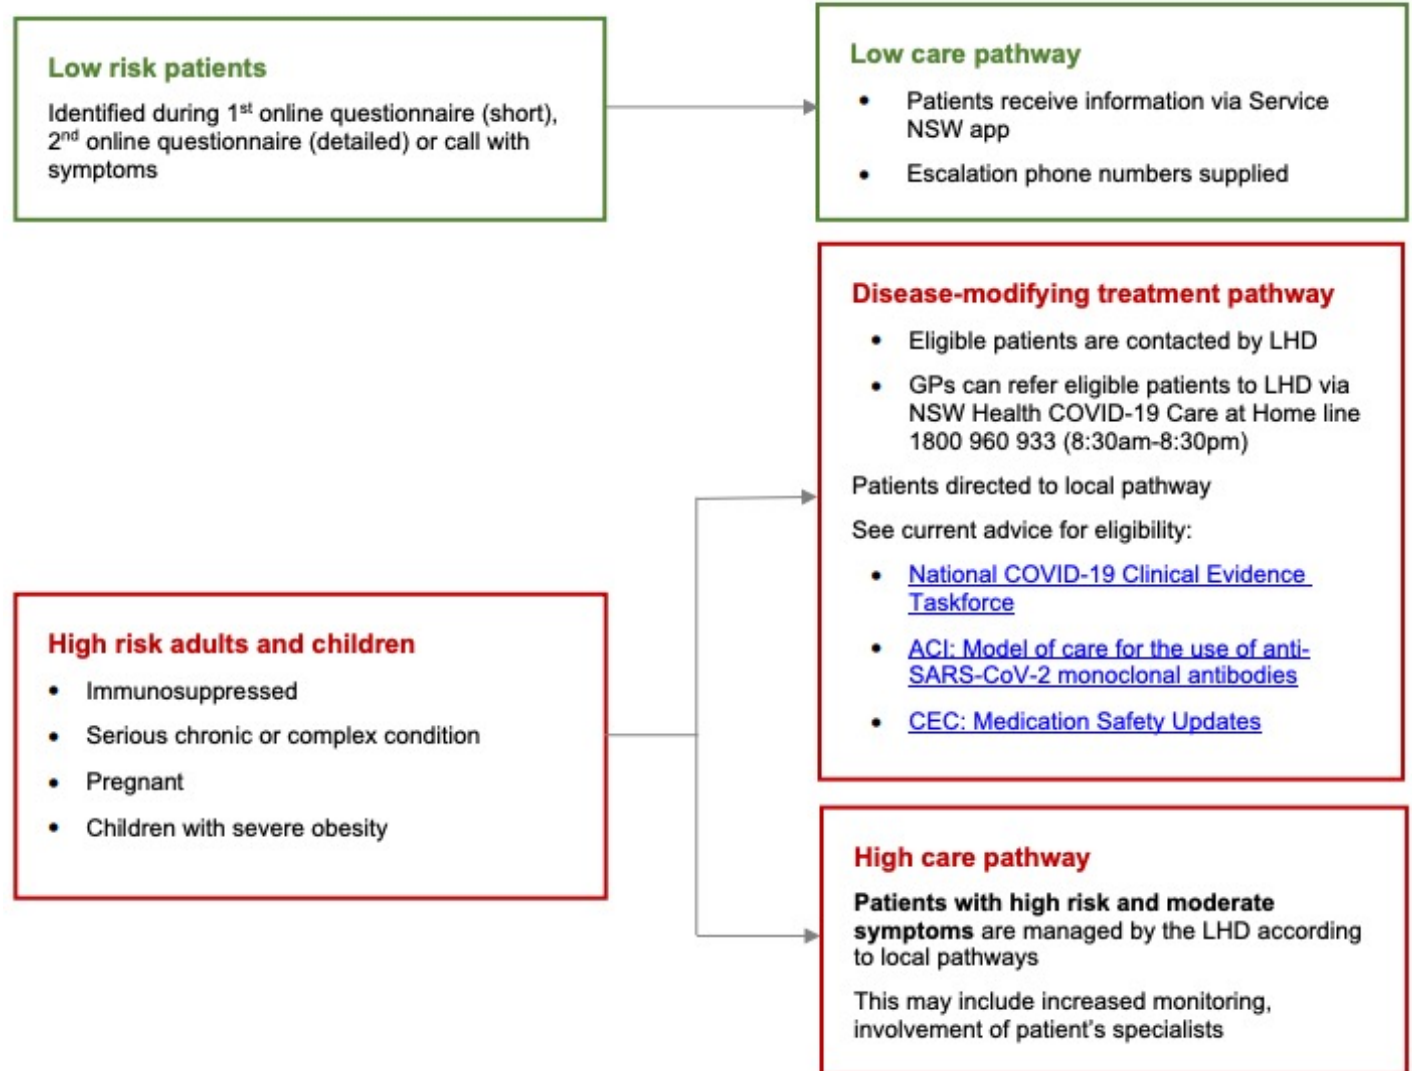 Low risk patients
Identified during 1st online questionnaire (short),
2nd online questionnaire (detailed) or call with
symptoms
Low care pathway
• Patients receive information via Service
NSW app
• Escalation phone numbers supplied
Disease-modifying treatment pathway
• Eligible patients are contacted by LHD
• GPs can refer eligible patients to LHD via
NSW Health COVID-19 Care at Home line
1800 960 933 (8:30am-8:30pm)
Patients directed to local pathway
See current advice for eligibility:
• National COVID-19 Clinical Evidence
Taskforce
• ACI: Model of care for the use of anti-
SARS-CoV-2 monoclonal antibodies
• CEC: Medication Safety Updates
High risk adults and children
• Immunosuppressed
• Serious chronic or complex condition
• Pregnant
• Children with severe obesity
High care pathway
Patients with high risk and moderate
symptoms are managed by the LHD according
to local pathways
This may include increased monitoring,
involvement of patient's specialists